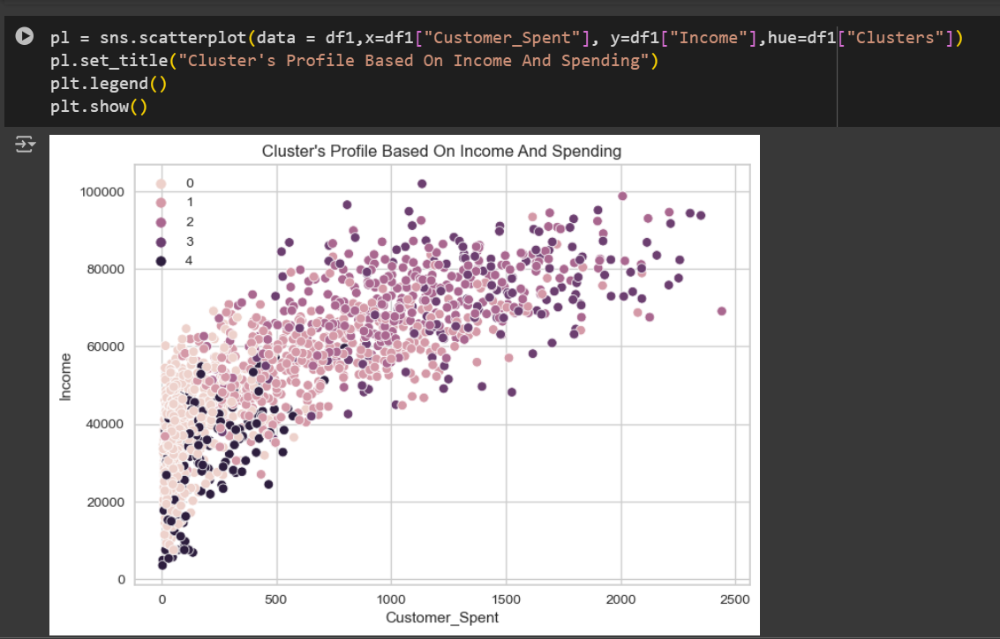 pl = sns.scatterplot(data = df1,x=df1["Customer_Spent"], y=df1["Income"],hue=df1["Clusters"])
pl.set_title("Cluster's Profile Based On Income And Spending")
plt.legend()
plt.show()
Cluster's Profile Based On Income And Spending
0
1
2
3
4
100000
80000
60000
40000
20000
0
Income
0 500 1000 1500 2000 2500
Customer_Spent